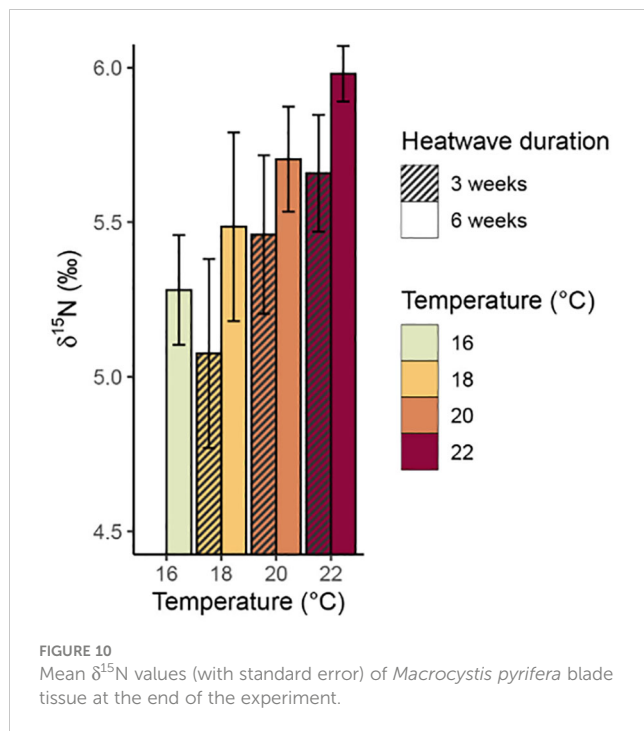 6.0
5.5
5.0
4.5
δ¹⁵N (‰)
16 18 20 22
Temperature (°C)
Heatwave duration
3 weeks
6 weeks
Temperature (°C)
16
18
20
22
FIGURE 10
Mean δ¹⁵N values (with standard error) of Macrocystis pyrifera blade
tissue at the end of the experiment.